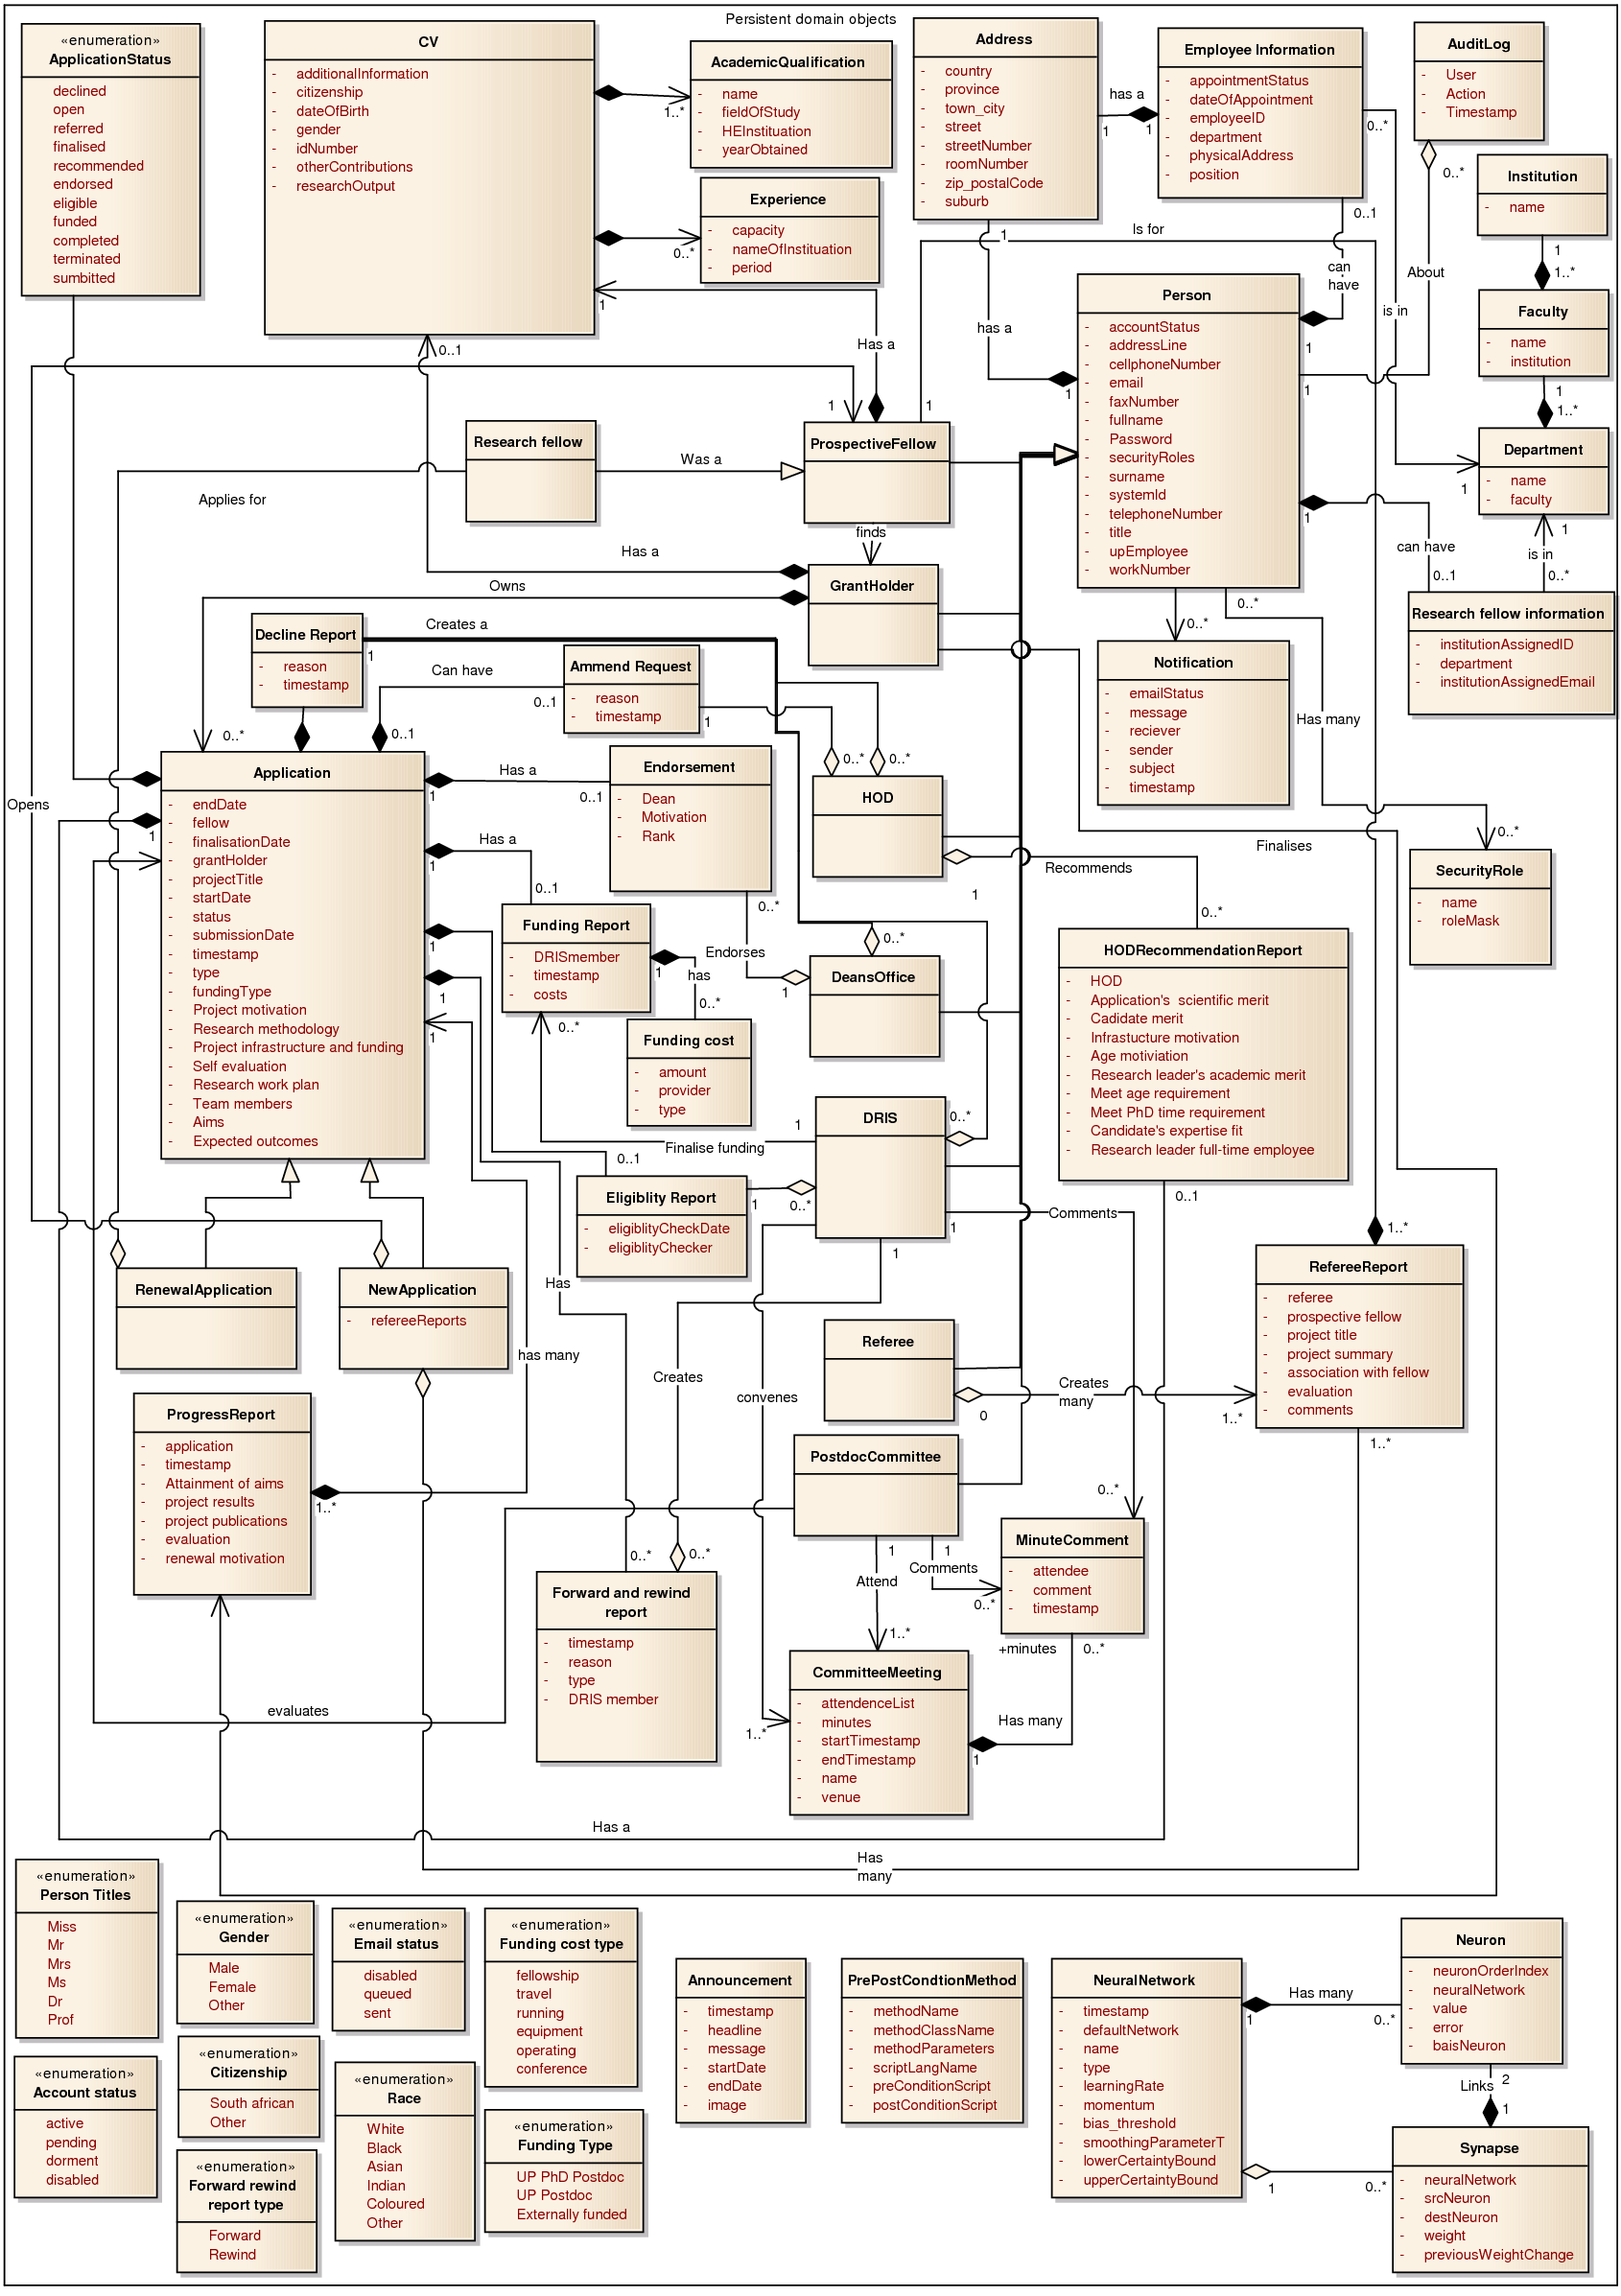 Persistent domain objects
«enumeration»
ApplicationStatus
declined
open
referred
finalised
recommended
endorsed
eligible
funded
completed
terminated
sumbitted
CV
- additionalInformation
- citizenship
- dateOfBirth
- gender
- idNumber
- otherContributions
- researchOutput
AcademicQualification
- name
- fieldOfStudy
- HEInstituation
- yearObtained
1..*
Experience
- capacity
- nameOfInstituation
- period
0..*
1
Address
- country
- province
- town_city
- street
- streetNumber
- roomNumber
- zip_postalCode
- suburb
has a
1
1
Employee Information
- appointmentStatus
- dateOfAppointment
- employeeID
- department
- physicalAddress
- position
0..*
0..1
AuditLog
- User
- Action
- Timestamp
0..*
Institution
- name
1
1..*
Faculty
- name
- institution
1
1..*
Department
- name
- faculty
1
1
1
Is for
can
have
About
is in
has a
Has a
Person
- accountStatus
- addressLine
- cellphoneNumber
- email
- faxNumber
- fullname
- Password
- securityRoles
- surname
- systemId
- telephoneNumber
- title
- upEmployee
- workNumber
1
1
1
1
0..1
1
1
Research fellow
Was a
ProspectiveFellow
Applies for
finds
Has a
Owns
GrantHolder
can have
0..1
is in
0..*
Research fellow information
- institutionAssignedID
- department
- institutionAssignedEmail
0..*
0..*
Notification
- emailStatus
- message
- reciever
- sender
- subject
- timestamp
Has many
0..*
SecurityRole
- name
- roleMask
Decline Report
- reason
- timestamp
1
Creates a
Can have
0..1
0..1
Ammend Request
- reason
- timestamp
1
0..*
Opens
Application
- endDate
- fellow
- finalisationDate
- grantHolder
- projectTitle
- startDate
- status
- submissionDate
- timestamp
- type
- fundingType
- Project motivation
- Research methodology
- Project infrastructure and funding
- Self evaluation
- Research work plan
- Team members
- Aims
- Expected outcomes
1
1
1
1
1
1
Has a
0..1
Endorsement
- Dean
- Motivation
- Rank
0..*
Has a
0..1
0..*
0..*
HOD
Recommends
Finalises
1
0..*
Funding Report
- DRISmember
- timestamp
- costs
1
has
0..*
0..*
Funding cost
- amount
- provider
- type
Endorses
1
0..*
DeansOffice
HODRecommendationReport
- HOD
- Application's scientific merit
- Cadidate merit
- Infrastucture motivation
- Age motiviation
- Research leader's academic merit
- Meet age requirement
- Meet PhD time requirement
- Candidate's expertise fit
- Research leader full-time employee
0..1
DRIS
1
0..*
Finalise funding
0..1
Eligiblity Report
- eligiblityCheckDate
- eligiblityChecker
1
0..*
1
1
Comments
1..*
RefereeReport
- referee
- prospective fellow
- project title
- project summary
- association with fellow
- evaluation
- comments
1..*
RenewalApplication
NewApplication
- refereeReports
Has
has many
Creates
convenes
Referee
0
Creates
many
1..*
ProgressReport
- application
- timestamp
- Attainment of aims
- project results
- project publications
- evaluation
- renewal motivation
1..*
PostdocCommittee
1
1
Attend
Comments
0..*
0..*
MinuteComment
- attendee
- comment
- timestamp
+minutes
0..*
0..*
0..*
Forward and rewind
report
- timestamp
- reason
- type
- DRIS member
1..*
1..*
CommitteeMeeting
- attendenceList
- minutes
- startTimestamp
- endTimestamp
- name
- venue
Has many
1
evaluates
Has a
Has
many
«enumeration»
Person Titles
Miss
Mr
Mrs
Ms
Dr
Prof
«enumeration»
Gender
Male
Female
Other
«enumeration»
Email status
disabled
queued
sent
«enumeration»
Funding cost type
fellowship
travel
running
equipment
operating
conference
«enumeration»
Account status
active
pending
dorment
disabled
«enumeration»
Citizenship
South african
Other
«enumeration»
Forward rewind
report type
Forward
Rewind
«enumeration»
Race
White
Black
Asian
Indian
Coloured
Other
«enumeration»
Funding Type
UP PhD Postdoc
UP Postdoc
Externally funded
Announcement
- timestamp
- headline
- message
- startDate
- endDate
- image
PrePostCondtionMethod
- methodName
- methodClassName
- methodParameters
- scriptLangName
- preConditionScript
- postConditionScript
NeuralNetwork
- timestamp
- defaultNetwork
- name
- type
- learningRate
- momentum
- bias_threshold
- smoothingParameterT
- lowerCertaintyBound
- upperCertaintyBound
1
Has many
0..*
Neuron
- neuronOrderIndex
- neuralNetwork
- value
- error
- baisNeuron
2
Links
1
1
0..*
Synapse
- neuralNetwork
- srcNeuron
- destNeuron
- weight
- previousWeightChange